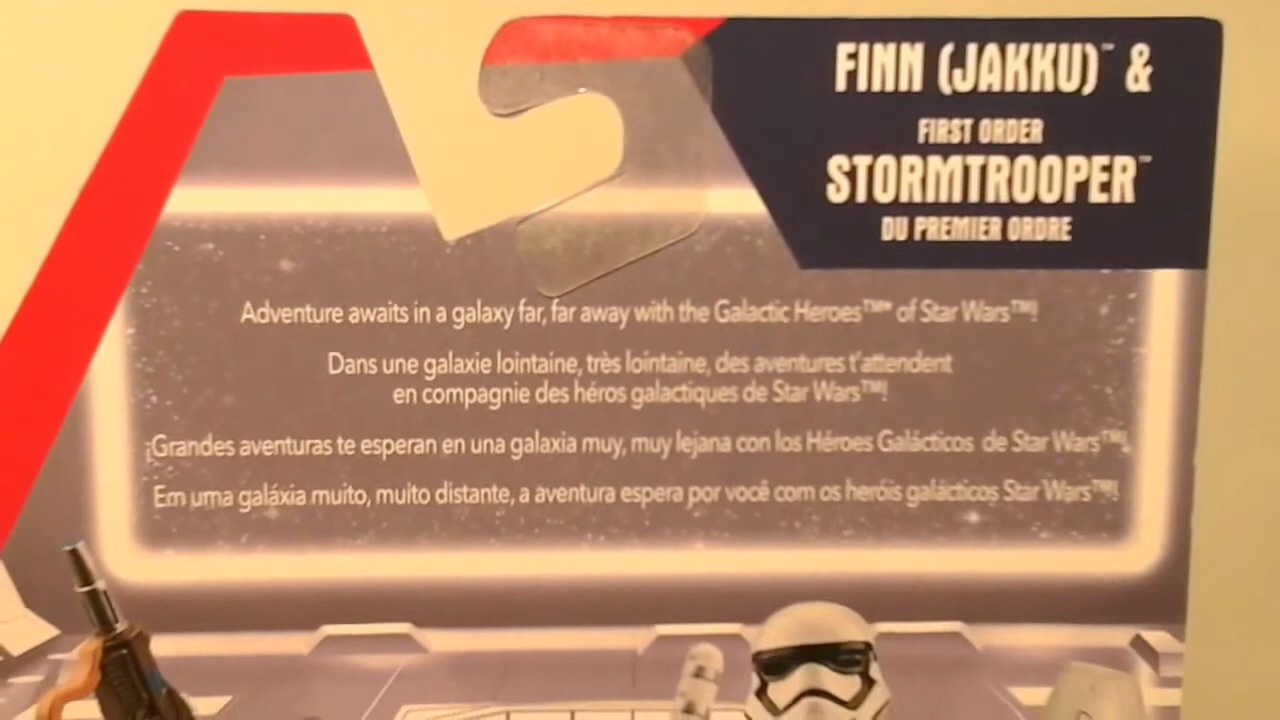 FINN (JAKKU)™ &
FIRST ORDER
STORMTROOPER™
DU PREMIER ORDRE
Adventure awaits in a galaxy far, far away with the Galactic Heroes™* of Star Wars™!
Dans une galaxie lointaine, très lointaine, des aventures t'attendent
en compagnie des héros galactiques de Star Wars™!
¡Grandes aventuras te esperan en una galaxia muy, muy lejana con los Héroes Galácticos de Star Wars™!
Em uma galáxia muito, muito distante, a aventura espera por você com os heróis galácticos Star Wars™!